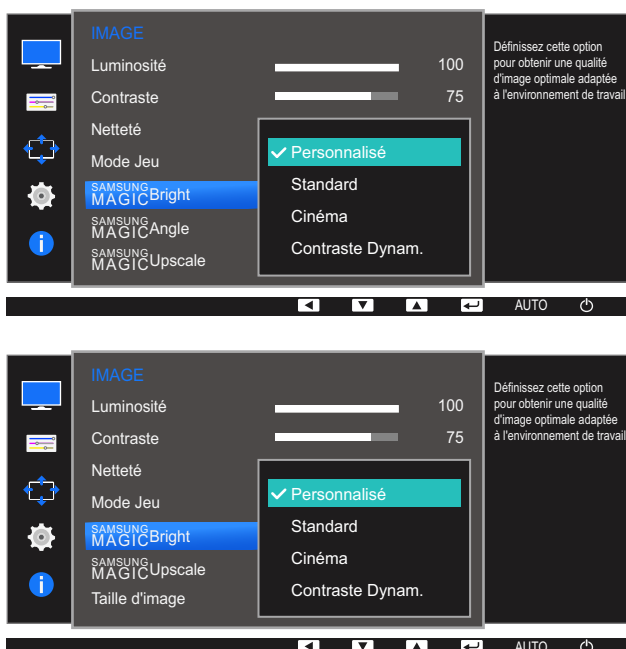 IMAGE
Luminosité 100
Contraste 75
Netteté
Mode Jeu
SAMSUNG MAGIC Bright
SAMSUNG MAGIC Angle
SAMSUNG MAGIC Upscale
Personnalisé
Standard
Cinéma
Contraste Dynam.
Définissez cette option
pour obtenir une qualité
d'image optimale adaptée
à l'environnement de travail
AUTO
IMAGE
Luminosité 100
Contraste 75
Netteté
Mode Jeu
SAMSUNG MAGIC Bright
SAMSUNG MAGIC Upscale
Taille d'image
Personnalisé
Standard
Cinéma
Contraste Dynam.
Définissez cette option
pour obtenir une qualité
d'image optimale adaptée
à l'environnement de travail
AUTO